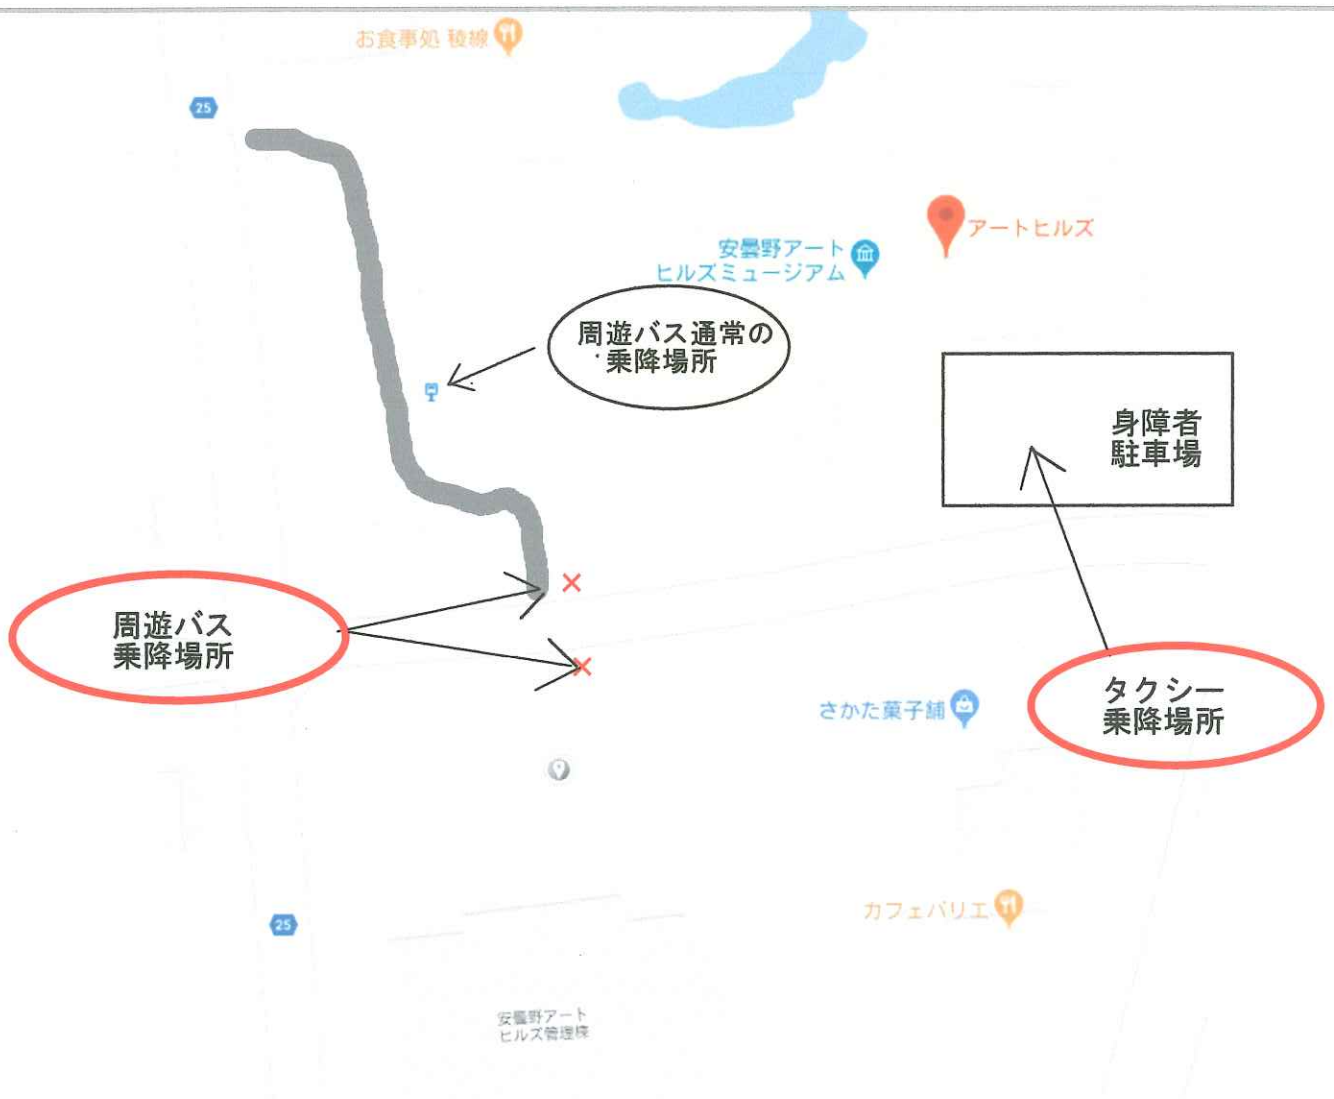 お食事処 稜線
25
アートヒルズ
安曇野アート
ヒルズミュージアム
周遊バス通常の
乗降場所
身障者
駐車場
周遊バス
乗降場所
タクシー
乗降場所
さかた菓子舗
カフェバリエ
25
安曇野アート
ヒルズ管理棟